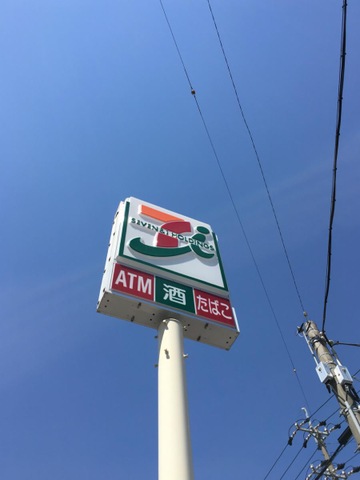 SEVEN & i HOLDINGS
ATM 酒 たばこ